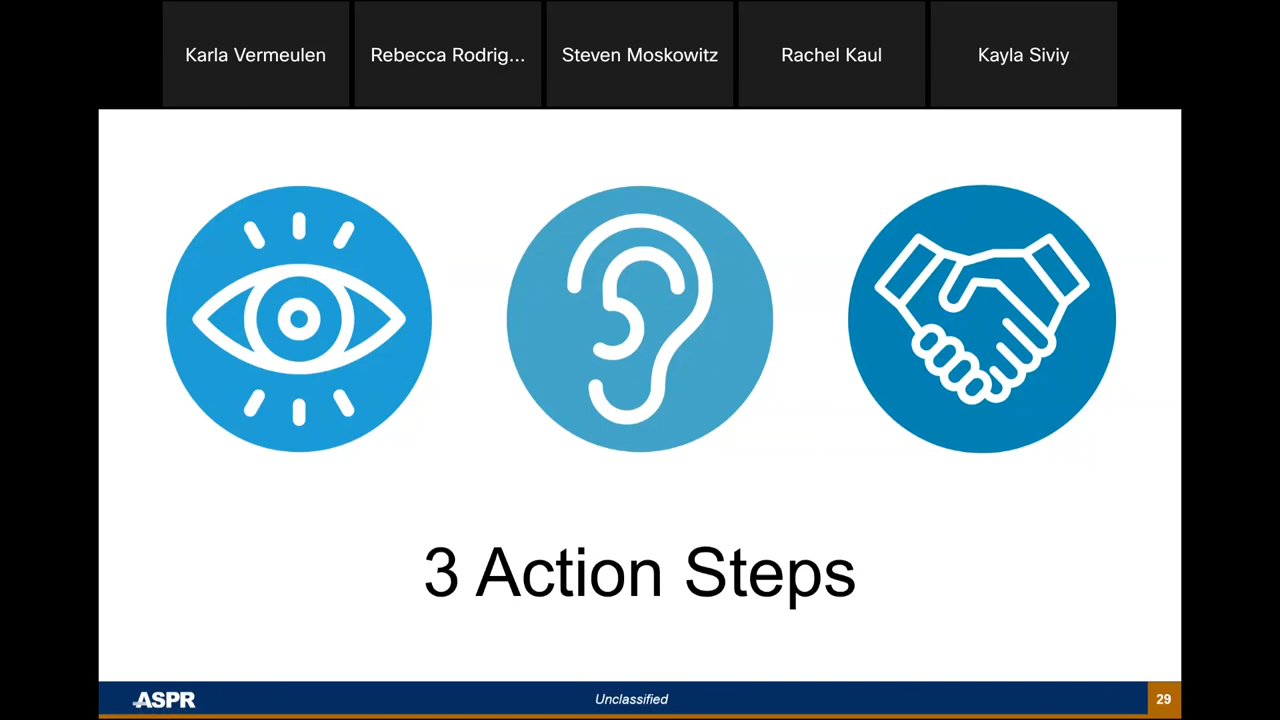 Karla Vermeulen
Rebecca Rodrig...
Steven Moskowitz
Rachel Kaul
Kayla Siviy
3 Action Steps
ASPR
Unclassified
29